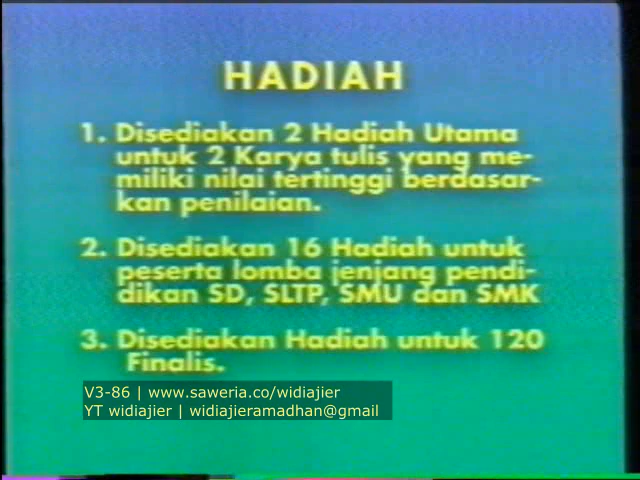 HADIAH
1. Disediakan 2 Hadiah Utama
untuk 2 Karya tulis yang me-
miliki nilai tertinggi berdasar-
kan penilaian.
2. Disediakan 16 Hadiah untuk
peserta lomba jenjang pendi-
dikan SD, SLTP, SMU dan SMK
3. Disediakan Hadiah untuk 120
Finalis.
V3-86 | www.saweria.co/widiajier
YT widiajier | widiajieramadhan@gmail